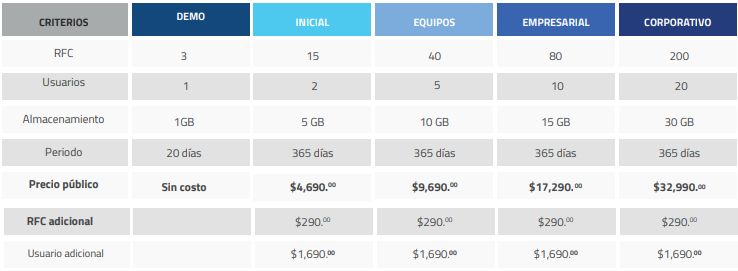 CRITERIOS DEMO INICIAL EQUIPOS EMPRESARIAL CORPORATIVO
RFC 3 15 40 80 200
Usuarios 1 2 5 10 20
Almacenamiento 1GB 5 GB 10 GB 15 GB 30 GB
Periodo 20 días 365 días 365 días 365 días 365 días
Precio público Sin costo $4,690.00 $9,690.00 $17,290.00 $32,990.00
RFC adicional $290.00 $290.00 $290.00 $290.00
Usuario adicional $1,690.00 $1,690.00 $1,690.00 $1,690.00